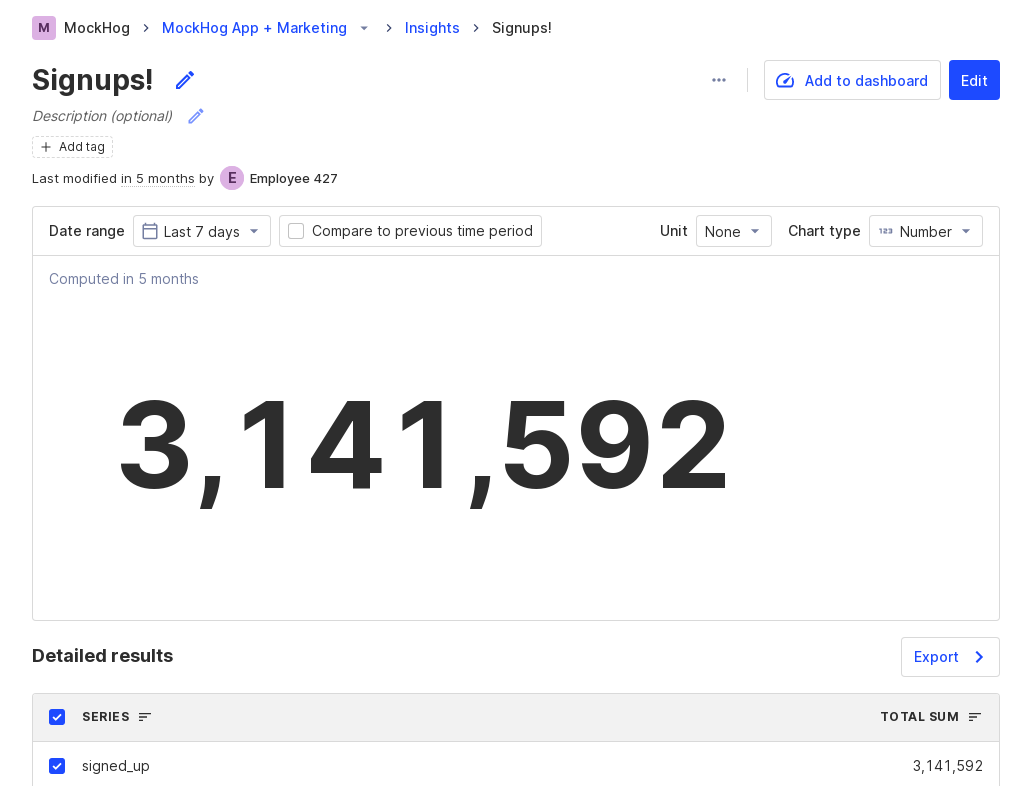 M MockHog MockHog App + Marketing Insights Signups!
Signups!
Add to dashboard Edit
Description (optional)
Add tag
Last modified in 5 months by E Employee 427
Date range Last 7 days Compare to previous time period Unit None Chart type 123 Number
Computed in 5 months
3,141,592
Detailed results Export
SERIES TOTAL SUM
signed_up 3,141,592